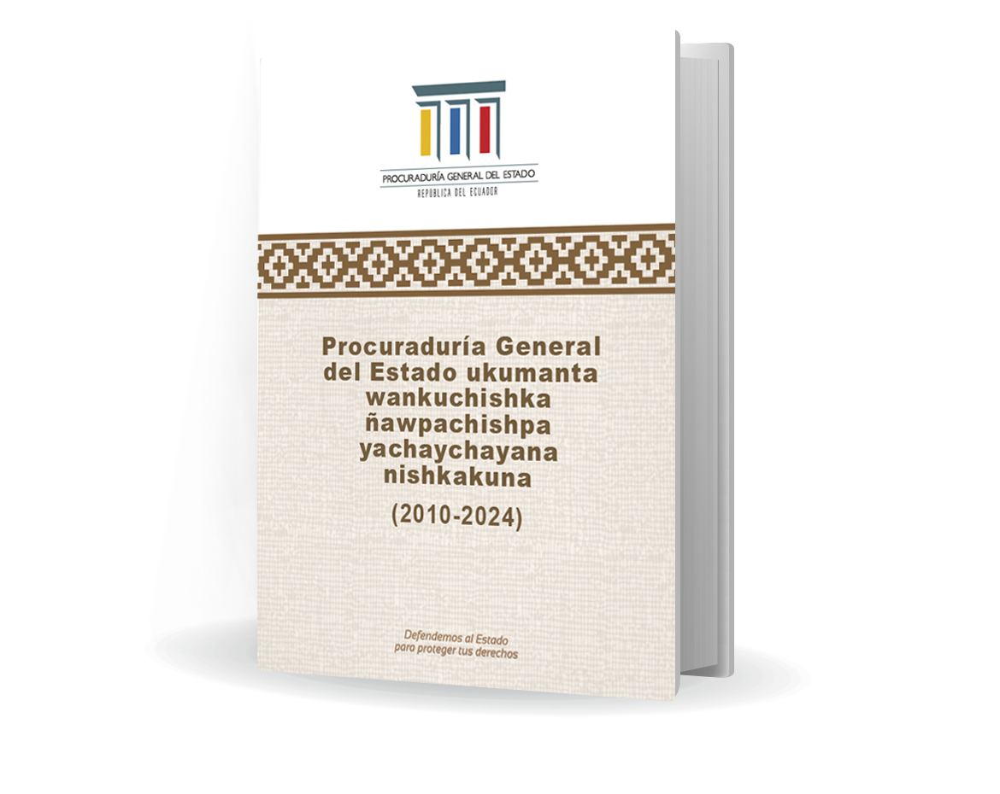 PROCURADURÍA GENERAL DEL ESTADO
REPÚBLICA DEL ECUADOR
Procuraduría General
del Estado ukumanta
wankuchishka
ñawpachishpa
yachaychayana
nishkakuna
(2010-2024)
Defendemos al Estado
para proteger tus derechos